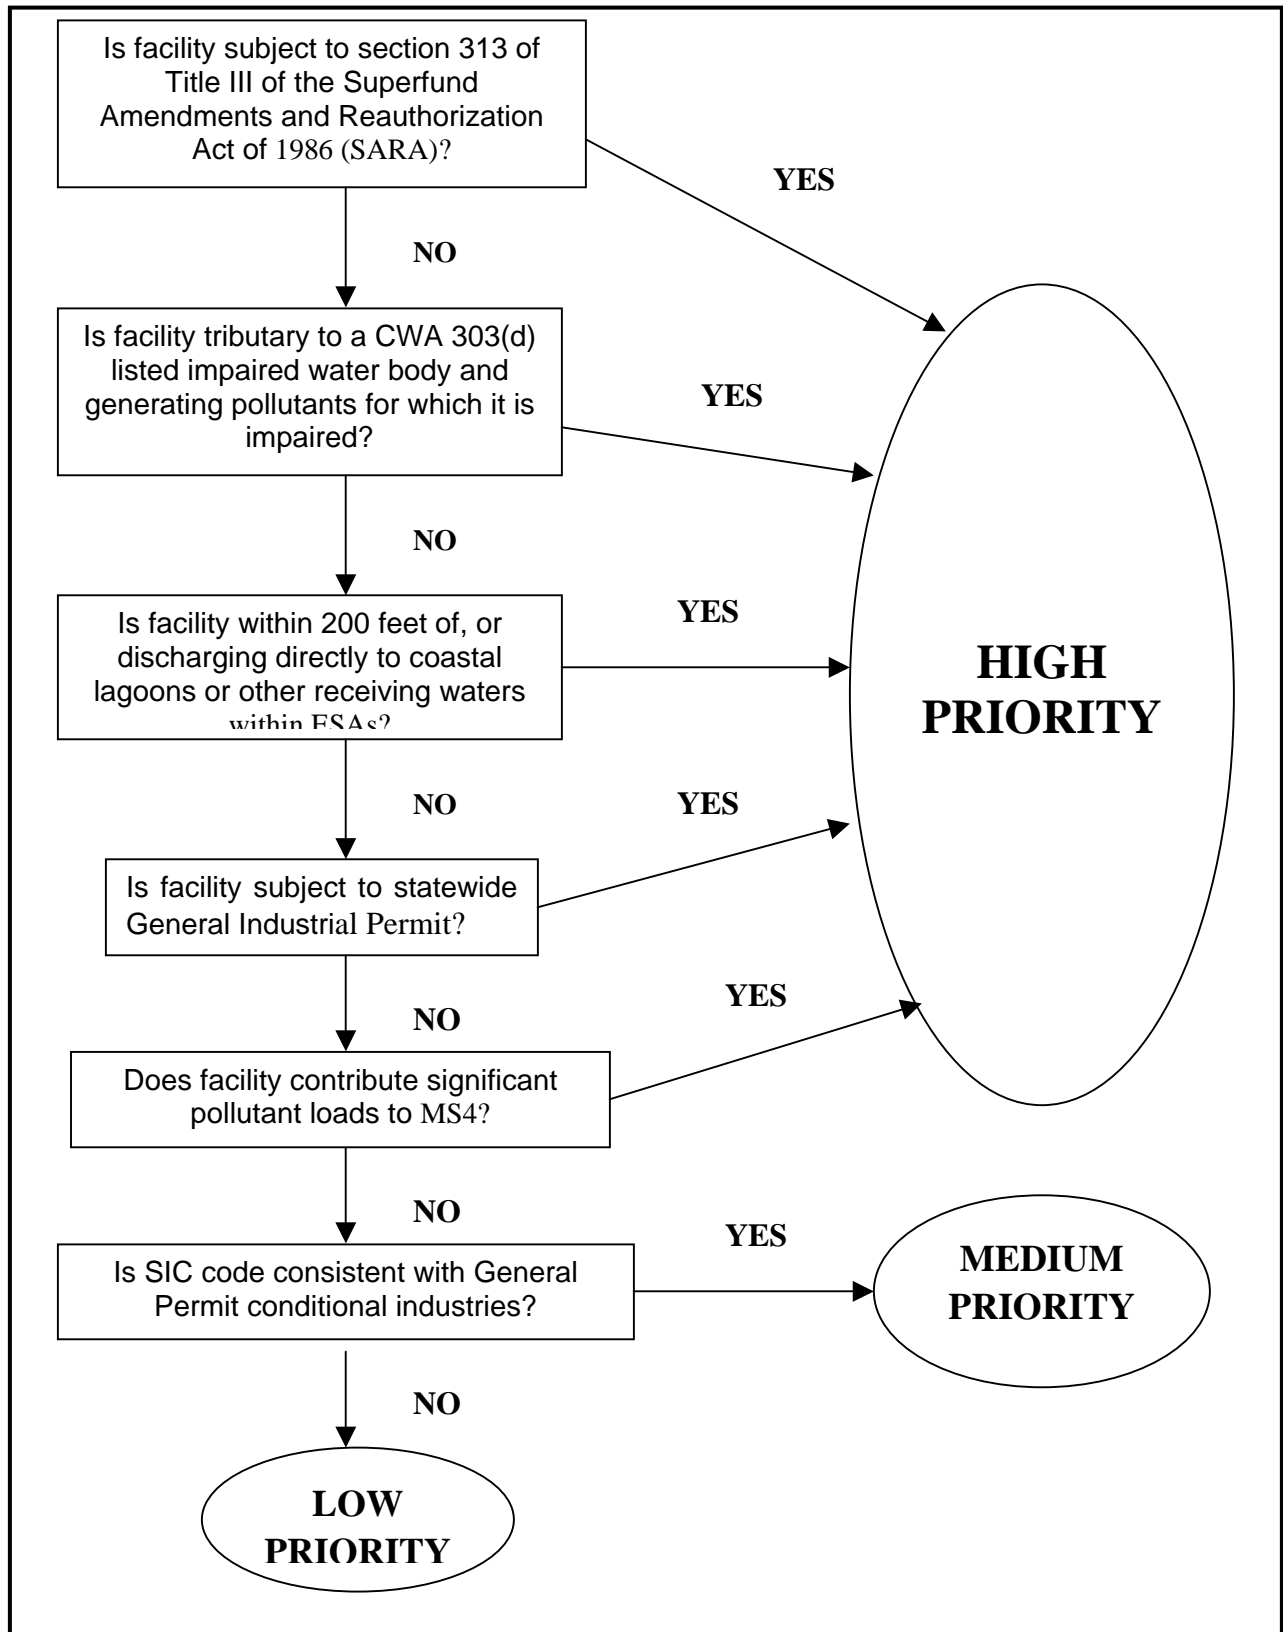 Is facility subject to section 313 of
Title III of the Superfund
Amendments and Reauthorization
Act of 1986 (SARA)?
YES
NO
Is facility tributary to a CWA 303(d)
listed impaired water body and
generating pollutants for which it is
impaired?
YES
NO
Is facility within 200 feet of, or
discharging directly to coastal
lagoons or other receiving waters
within ESAs?
YES
HIGH
PRIORITY
NO
YES
Is facility subject to statewide
General Industrial Permit?
NO
YES
Does facility contribute significant
pollutant loads to MS4?
NO
YES
Is SIC code consistent with General
Permit conditional industries?
MEDIUM
PRIORITY
NO
LOW
PRIORITY